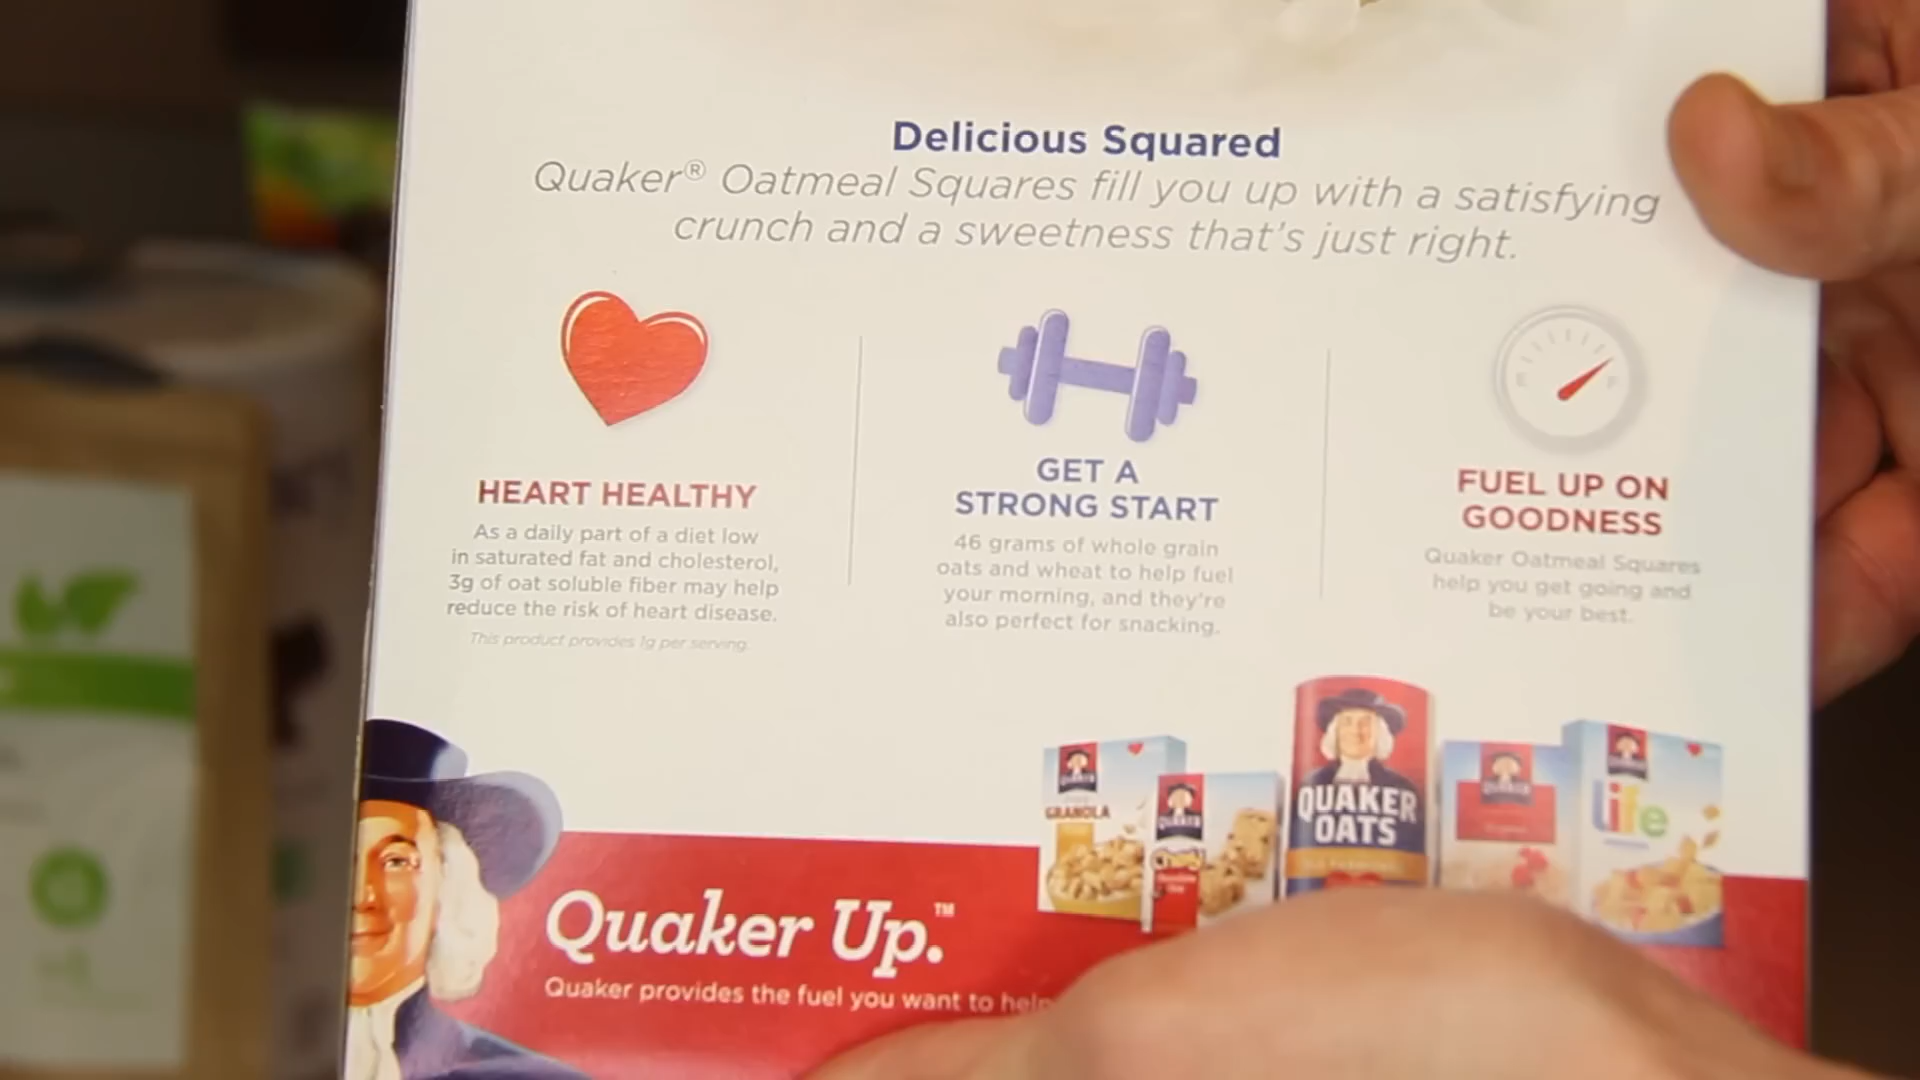 Delicious Squared
Quaker® Oatmeal Squares fill you up with a satisfying
crunch and a sweetness that's just right.
HEART HEALTHY
As a daily part of a diet low
in saturated fat and cholesterol,
3g of oat soluble fiber may help
reduce the risk of heart disease.
This product provides 1g per serving.
GET A
STRONG START
46 grams of whole grain
oats and wheat to help fuel
your morning, and they're
also perfect for snacking.
FUEL UP ON
GOODNESS
Quaker Oatmeal Squares
help you get going and
be your best.
QUAKER
GRANOLA
QUAKER
Chewy
QUAKER
OATS
QUAKER
life
Quaker Up.™
Quaker provides the fuel you want to help